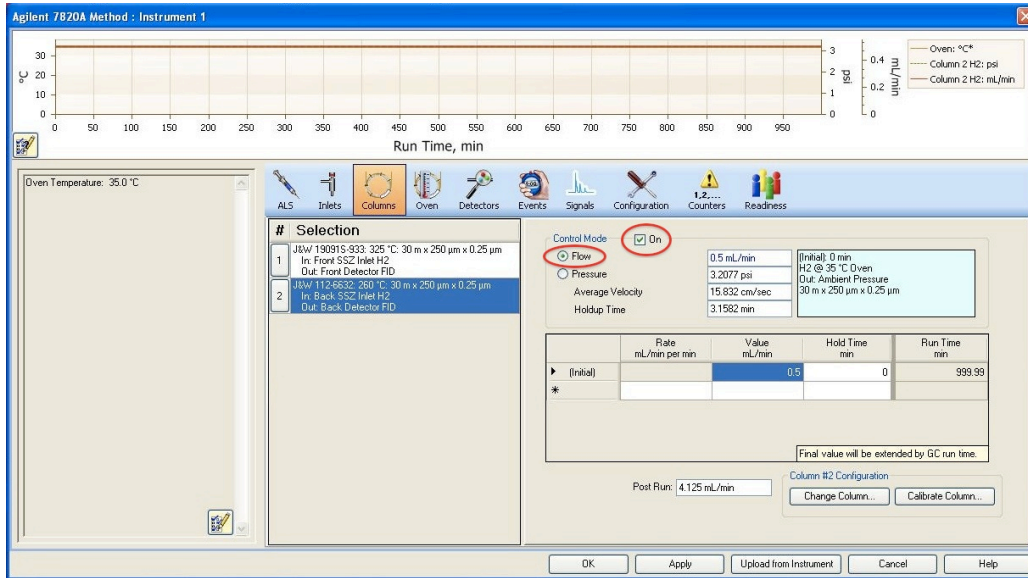 Agilent 7820A Method : Instrument 1
30
20
10
0
°C
0 50 100 150 200 250 300 350 400 450 500 550 600 650 700 750 800 850 900 950
Run Time, min
3
2
1
0
psi
0.4
0.2
0
mL/min
Oven: °C*
Column 2 H2: psi
Column 2 H2: mL/min
Oven Temperature: 35.0 °C
ALS Inlets Columns Oven Detectors Events Signals Configuration 1,2,... Counters Readiness
# Selection
1 J&W 19091S-933: 325 °C: 30 m x 250 µm x 0.25 µm
In: Front SSZ Inlet H2
Out: Front Detector FID
2 J&W 112-6632: 260 °C: 30 m x 250 µm x 0.25 µm
In: Back SSZ Inlet H2
Out: Back Detector FID
Control Mode On
Flow 0.5 mL/min
Pressure 3.2077 psi
Average Velocity 15.832 cm/sec
Holdup Time 3.1582 min
(Initial): 0 min
H2 @ 35 °C Oven
Out: Ambient Pressure
30 m x 250 µm x 0.25 µm
Rate Value Hold Time Run Time
mL/min per min mL/min min min
(Initial) 0.5 0 999.99
*
Final value will be extended by GC run time.
Post Run: 4.125 mL/min
Column #2 Configuration
Change Column... Calibrate Column...
OK Apply Upload from Instrument Cancel Help